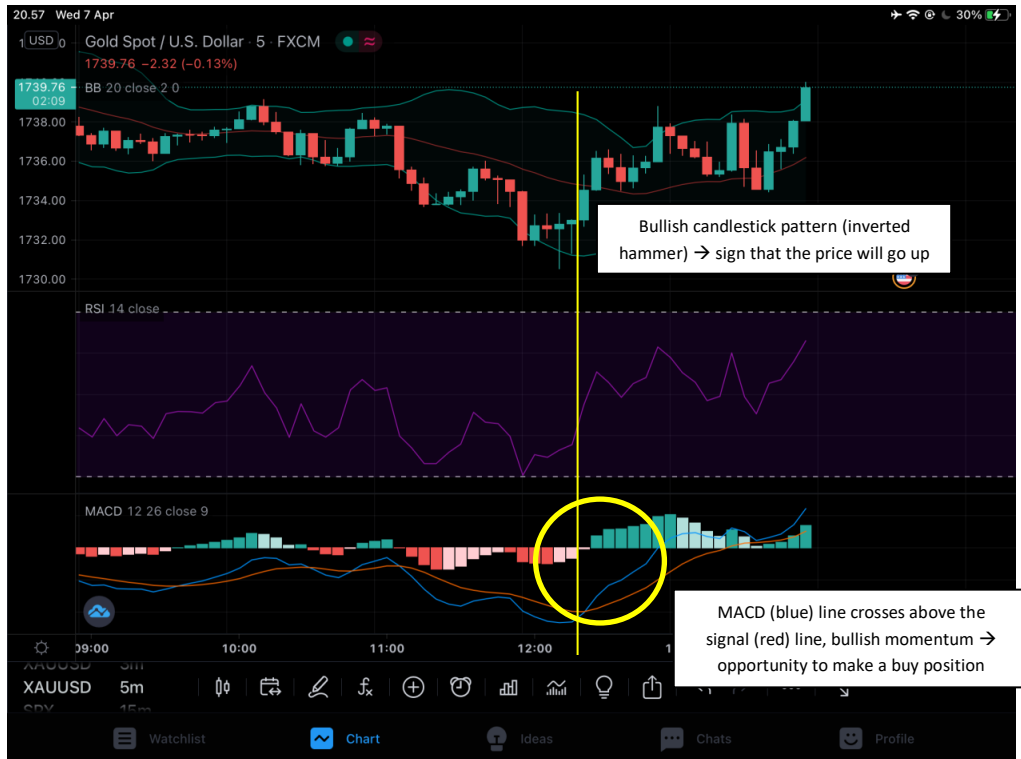 20.57 Wed 7 Apr
30%
USD
Gold Spot / U.S. Dollar · 5 · FXCM
1739.76 −2.32 (−0.13%)
BB 20 close 2 0
1739.76
02:09
1738.00
1736.00
1734.00
1732.00
1730.00
Bullish candlestick pattern (inverted
hammer) → sign that the price will go up
RSI 14 close
MACD 12 26 close 9
MACD (blue) line crosses above the
signal (red) line, bullish momentum →
opportunity to make a buy position
09:00 10:00 11:00 12:00
XAUUSD 3m
XAUUSD 5m
SPX 15m
Watchlist Chart Ideas Chats Profile